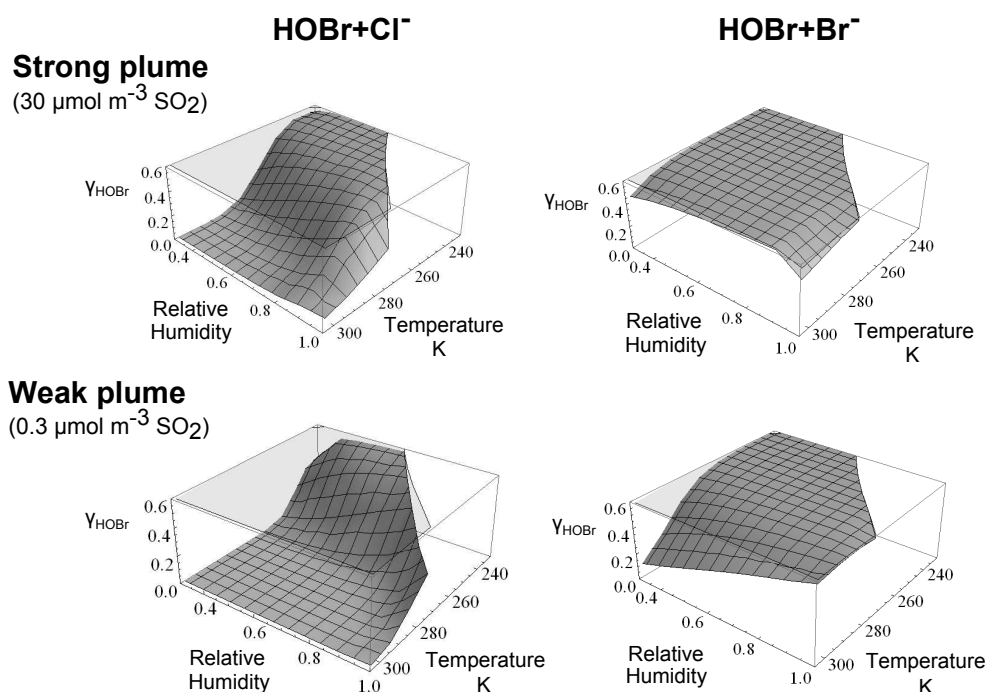 HOBr+Cl⁻
HOBr+Br⁻
Strong plume
(30 μmol m⁻³ SO₂)
γHOBr
0.6
0.4
0.2
0.0
0.4
0.6
0.8
1.0
Relative
Humidity
300
280
260
240
Temperature
K
γHOBr
0.6
0.4
0.2
0.0
0.4
0.6
0.8
1.0
Relative
Humidity
300
280
260
240
Temperature
K
Weak plume
(0.3 μmol m⁻³ SO₂)
γHOBr
0.6
0.4
0.2
0.0
0.4
0.6
0.8
1.0
Relative
Humidity
300
280
260
240
Temperature
K
γHOBr
0.6
0.4
0.2
0.0
0.4
0.6
0.8
1.0
Relative
Humidity
300
280
260
240
Temperature
K